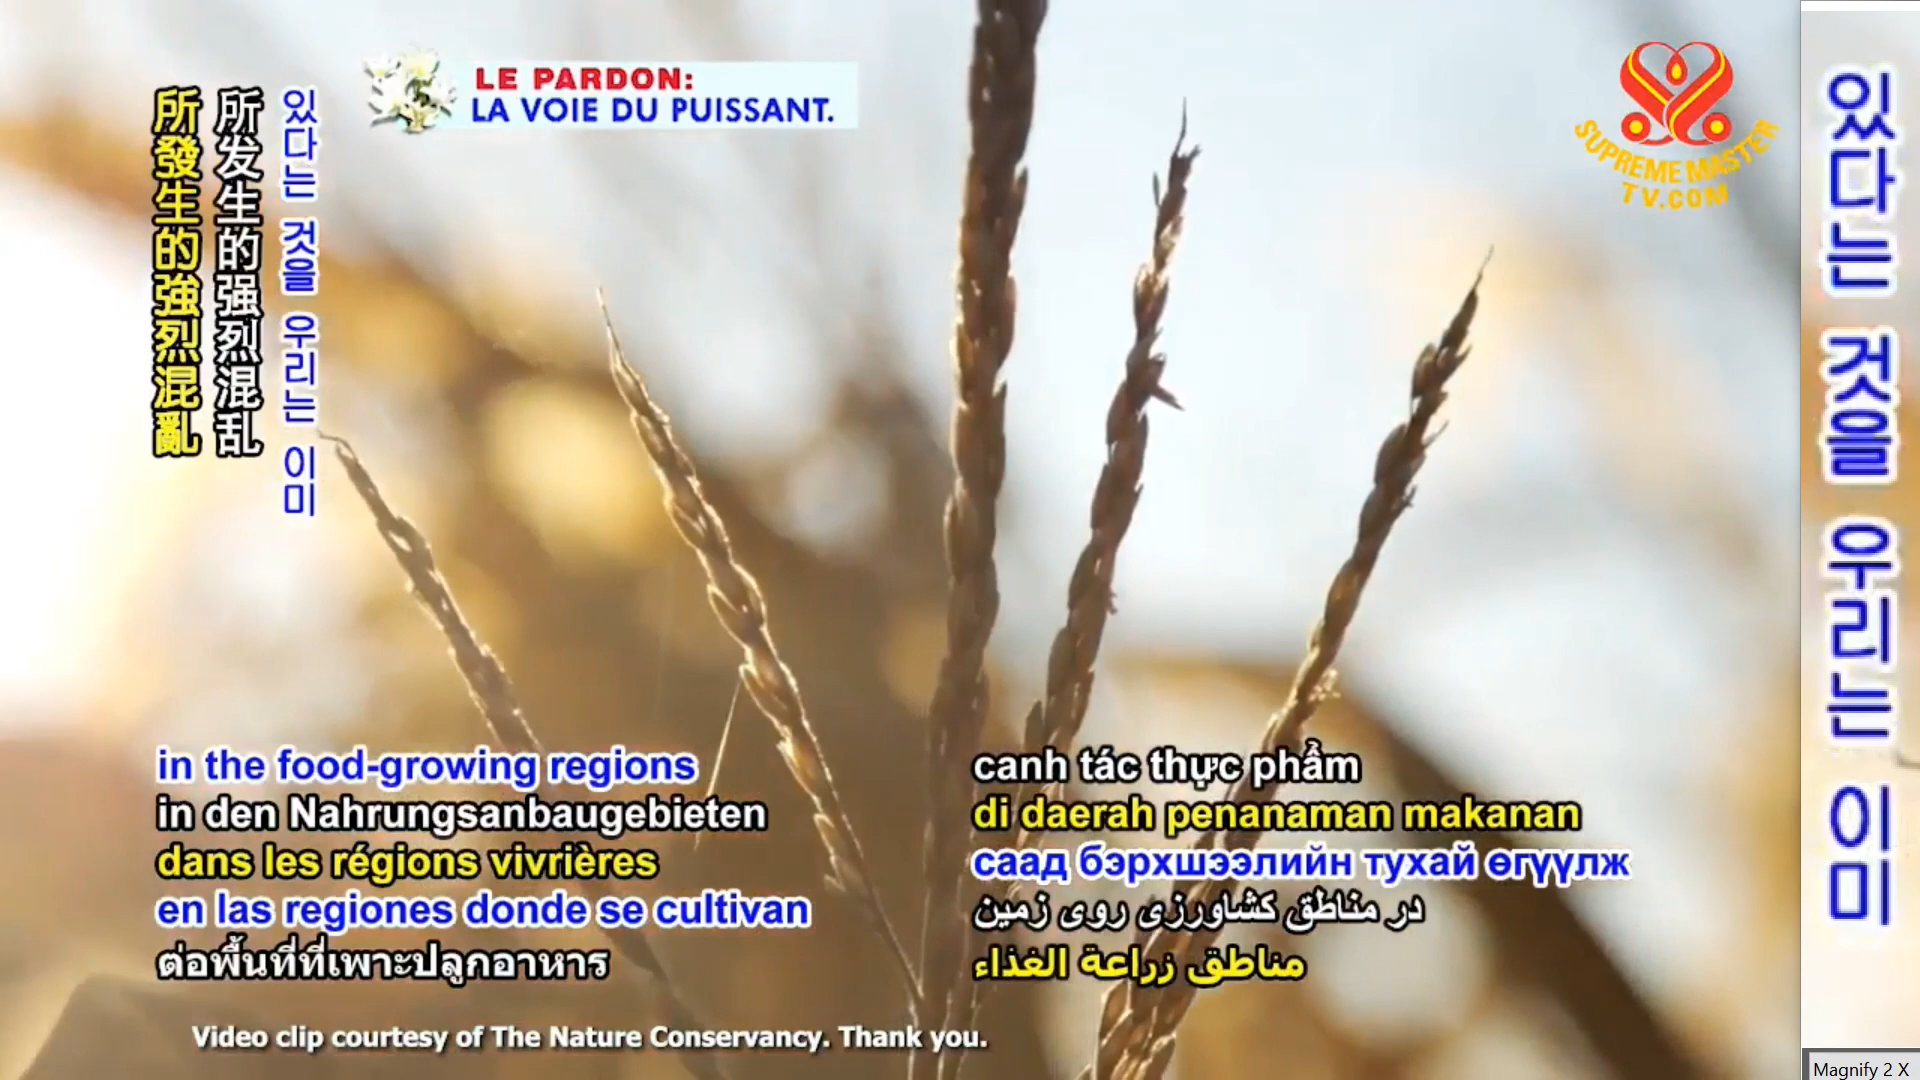 LE PARDON:
LA VOIE DU PUISSANT.
SUPREME MASTER
TV.COM
있다는 것을 우리는 이미
所发生的强烈混乱
所發生的強烈混亂
in the food-growing regions
in den Nahrungsanbaugebieten
dans les régions vivrières
en las regiones donde se cultivan
ต่อพื้นที่ที่เพาะปลูกอาหาร
canh tác thực phẩm
di daerah penanaman makanan
саад бэрхшээлийн тухай өгүүлж
در مناطق کشاورزی روی زمین
مناطق زراعة الغذاء
Video clip courtesy of The Nature Conservancy. Thank you.
있다는 것을 우리는 이미
Magnify 2 X